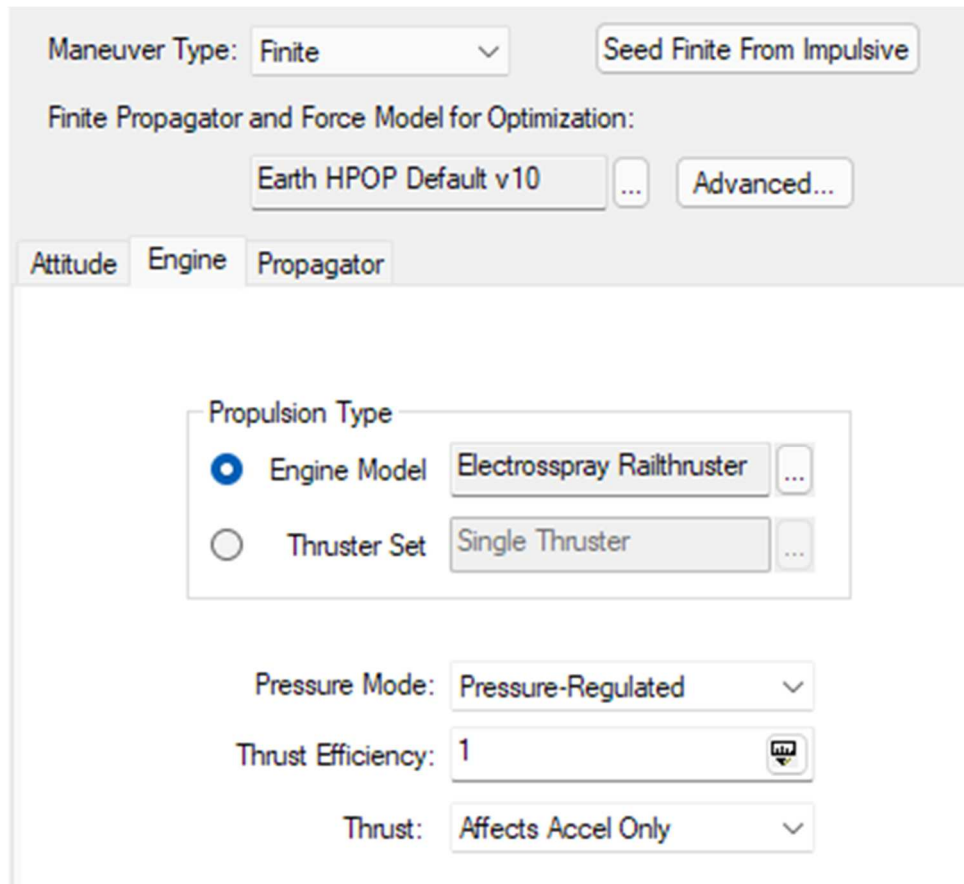 Maneuver Type: Finite Seed Finite From Impulsive
Finite Propagator and Force Model for Optimization:
Earth HPOP Default v10 ... Advanced...
Attitude Engine Propagator
Propulsion Type
Engine Model Electrosspray Railthruster ...
Thruster Set Single Thruster ...
Pressure Mode: Pressure-Regulated
Thrust Efficiency: 1
Thrust: Affects Accel Only